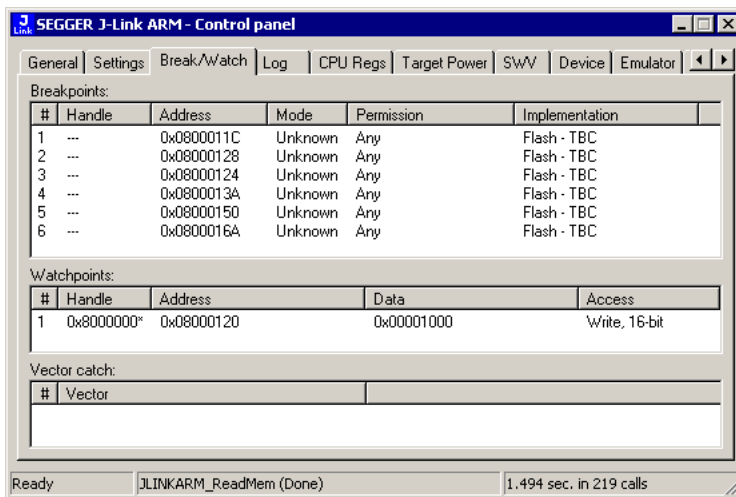 J Link SEGGER J-Link ARM - Control panel
General Settings Break/Watch Log CPU Regs Target Power SWV Device Emulator
Breakpoints:
# Handle Address Mode Permission Implementation
1 --- 0x0800011C Unknown Any Flash - TBC
2 --- 0x08000128 Unknown Any Flash - TBC
3 --- 0x08000124 Unknown Any Flash - TBC
4 --- 0x0800013A Unknown Any Flash - TBC
5 --- 0x08000150 Unknown Any Flash - TBC
6 --- 0x0800016A Unknown Any Flash - TBC
Watchpoints:
# Handle Address Data Access
1 0x8000000* 0x08000120 0x00001000 Write, 16-bit
Vector catch:
# Vector
Ready JLINKARM_ReadMem (Done) 1.494 sec. in 219 calls